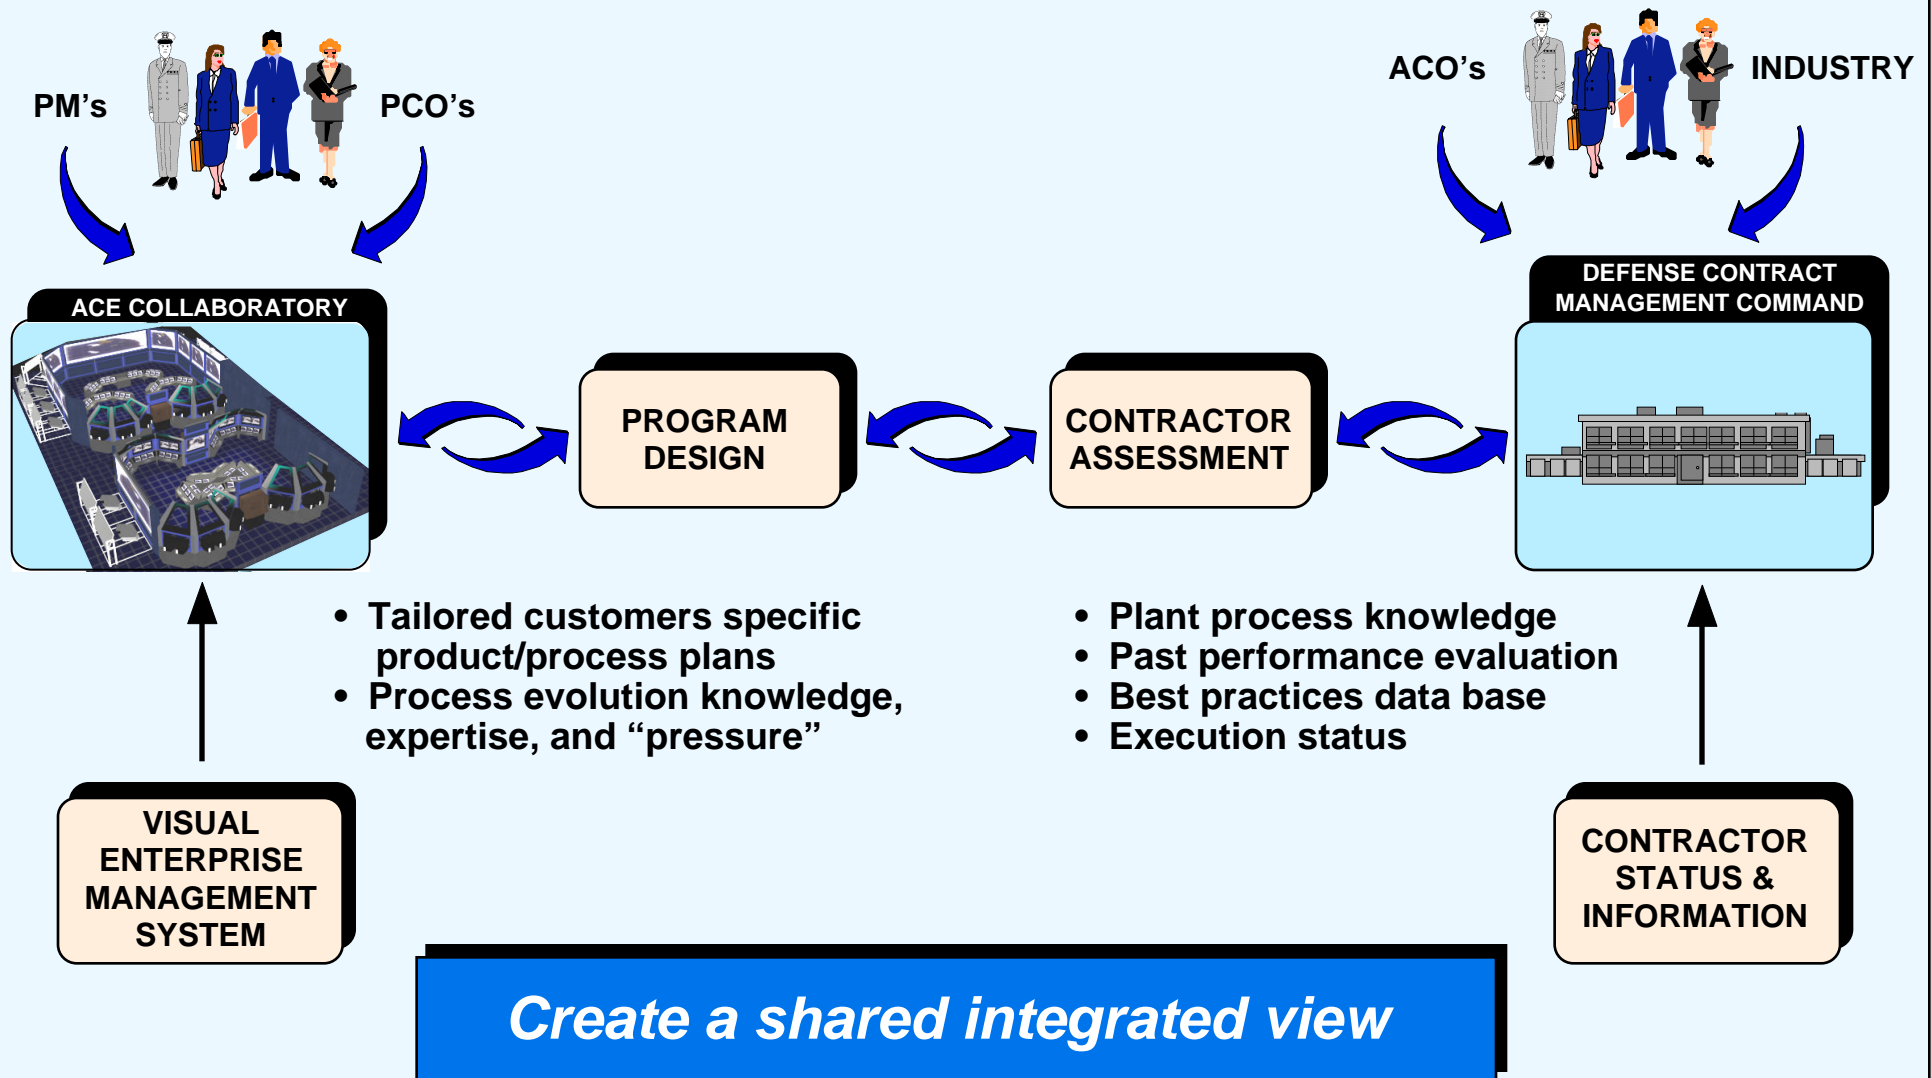 PM's
PCO's
ACO's
INDUSTRY
ACE COLLABORATORY
DEFENSE CONTRACT
MANAGEMENT COMMAND
PROGRAM
DESIGN
CONTRACTOR
ASSESSMENT
• Tailored customers specific
product/process plans
• Process evolution knowledge,
expertise, and “pressure”
• Plant process knowledge
• Past performance evaluation
• Best practices data base
• Execution status
VISUAL
ENTERPRISE
MANAGEMENT
SYSTEM
CONTRACTOR
STATUS &
INFORMATION
Create a shared integrated view